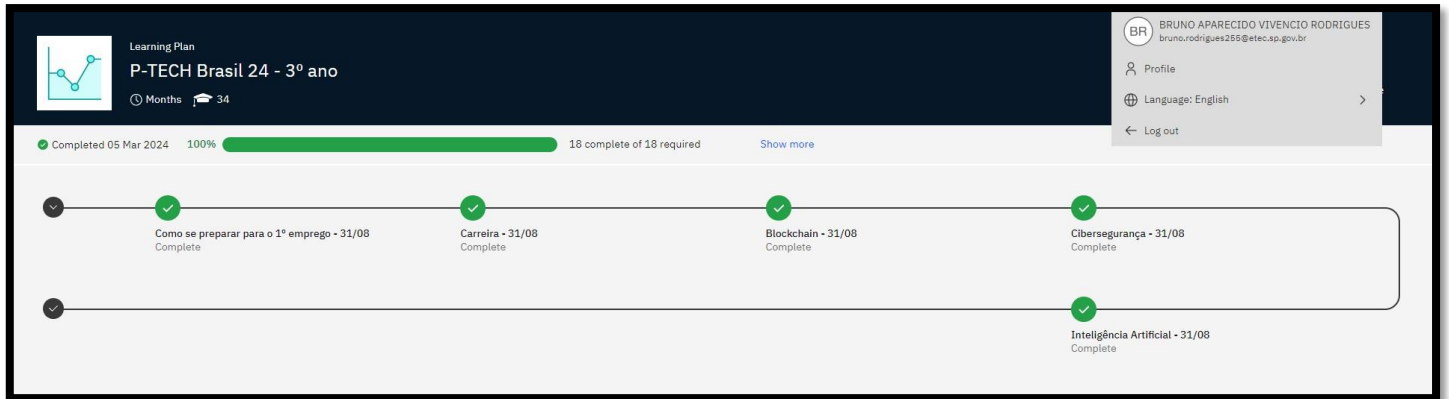 Learning Plan
P-TECH Brasil 24 - 3º ano
Months 34
BR BRUNO APARECIDO VIVENCIO RODRIGUES
bruno.rodrigues255@etec.sp.gov.br
Profile
Language: English
Log out
Completed 05 Mar 2024 100% 18 complete of 18 required Show more
Como se preparar para o 1º emprego - 31/08
Complete
Carreira - 31/08
Complete
Blockchain - 31/08
Complete
Cibersegurança - 31/08
Complete
Inteligência Artificial - 31/08
Complete